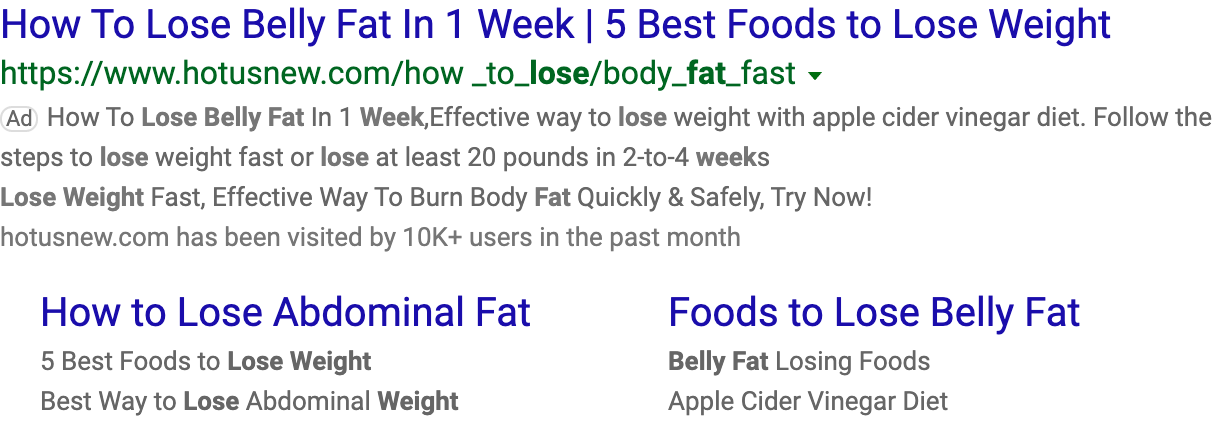 How To Lose Belly Fat In 1 Week | 5 Best Foods to Lose Weight
https://www.hotusnew.com/how _to_lose/body_fat_fast
Ad How To Lose Belly Fat In 1 Week,Effective way to lose weight with apple cider vinegar diet. Follow the
steps to lose weight fast or lose at least 20 pounds in 2-to-4 weeks
Lose Weight Fast, Effective Way To Burn Body Fat Quickly & Safely, Try Now!
hotusnew.com has been visited by 10K+ users in the past month
How to Lose Abdominal Fat
5 Best Foods to Lose Weight
Best Way to Lose Abdominal Weight
Foods to Lose Belly Fat
Belly Fat Losing Foods
Apple Cider Vinegar Diet